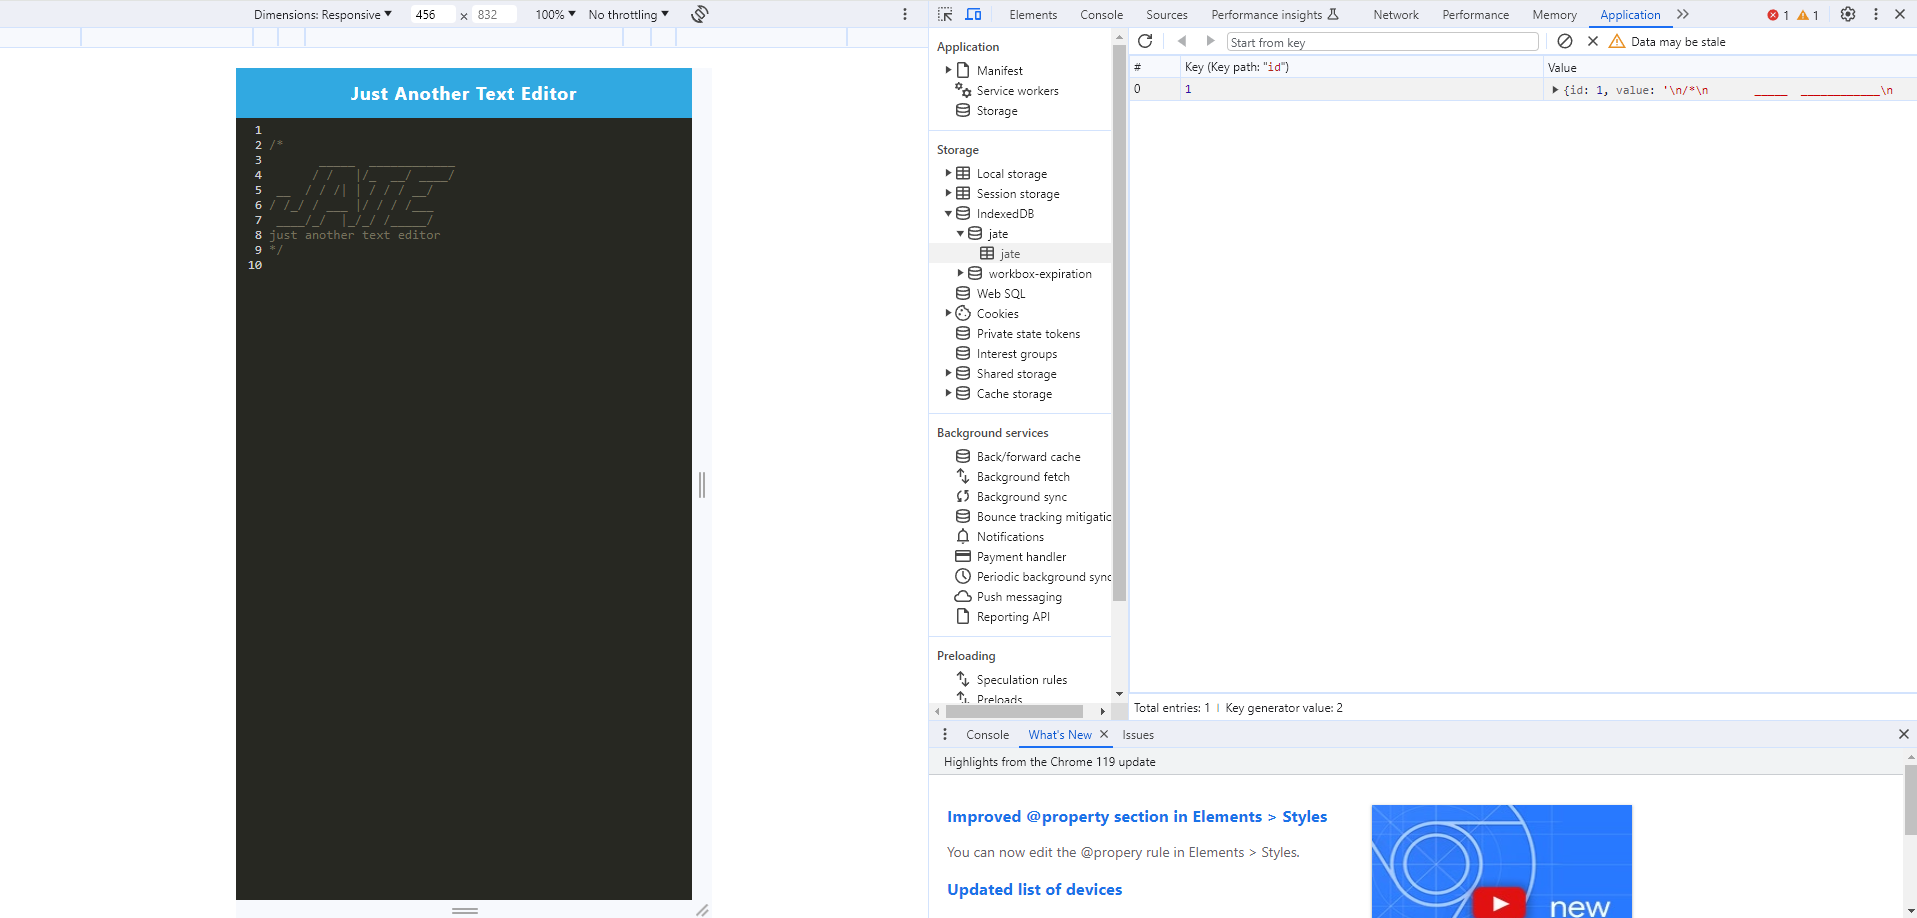 Dimensions: Responsive 456 x 832 100% No throttling
Just Another Text Editor
1
2 /*
3        _____  ____________
4       / /   |/_  __/ ____/
5  __  / / /| | / / / __/
6 / /_/ / ___ |/ / / /___
7  ____/_/  |_/_/ /_____/
8 just another text editor
9 */
10
Elements Console Sources Performance insights Network Performance Memory Application 1 1
Application
Manifest
Service workers
Storage
Storage
Local storage
Session storage
IndexedDB
jate
jate
workbox-expiration
Web SQL
Cookies
Private state tokens
Interest groups
Shared storage
Cache storage
Background services
Back/forward cache
Background fetch
Background sync
Bounce tracking mitigatic
Notifications
Payment handler
Periodic background sync
Push messaging
Reporting API
Preloading
Speculation rules
Preloads
Start from key Data may be stale
# Key (Key path: "id") Value
0 1 {id: 1, value: '\n/*\n       _____  ____________\n
Total entries: 1 Key generator value: 2
Console What's New Issues
Highlights from the Chrome 119 update
Improved @property section in Elements > Styles
You can now edit the @propery rule in Elements > Styles.
Updated list of devices
new